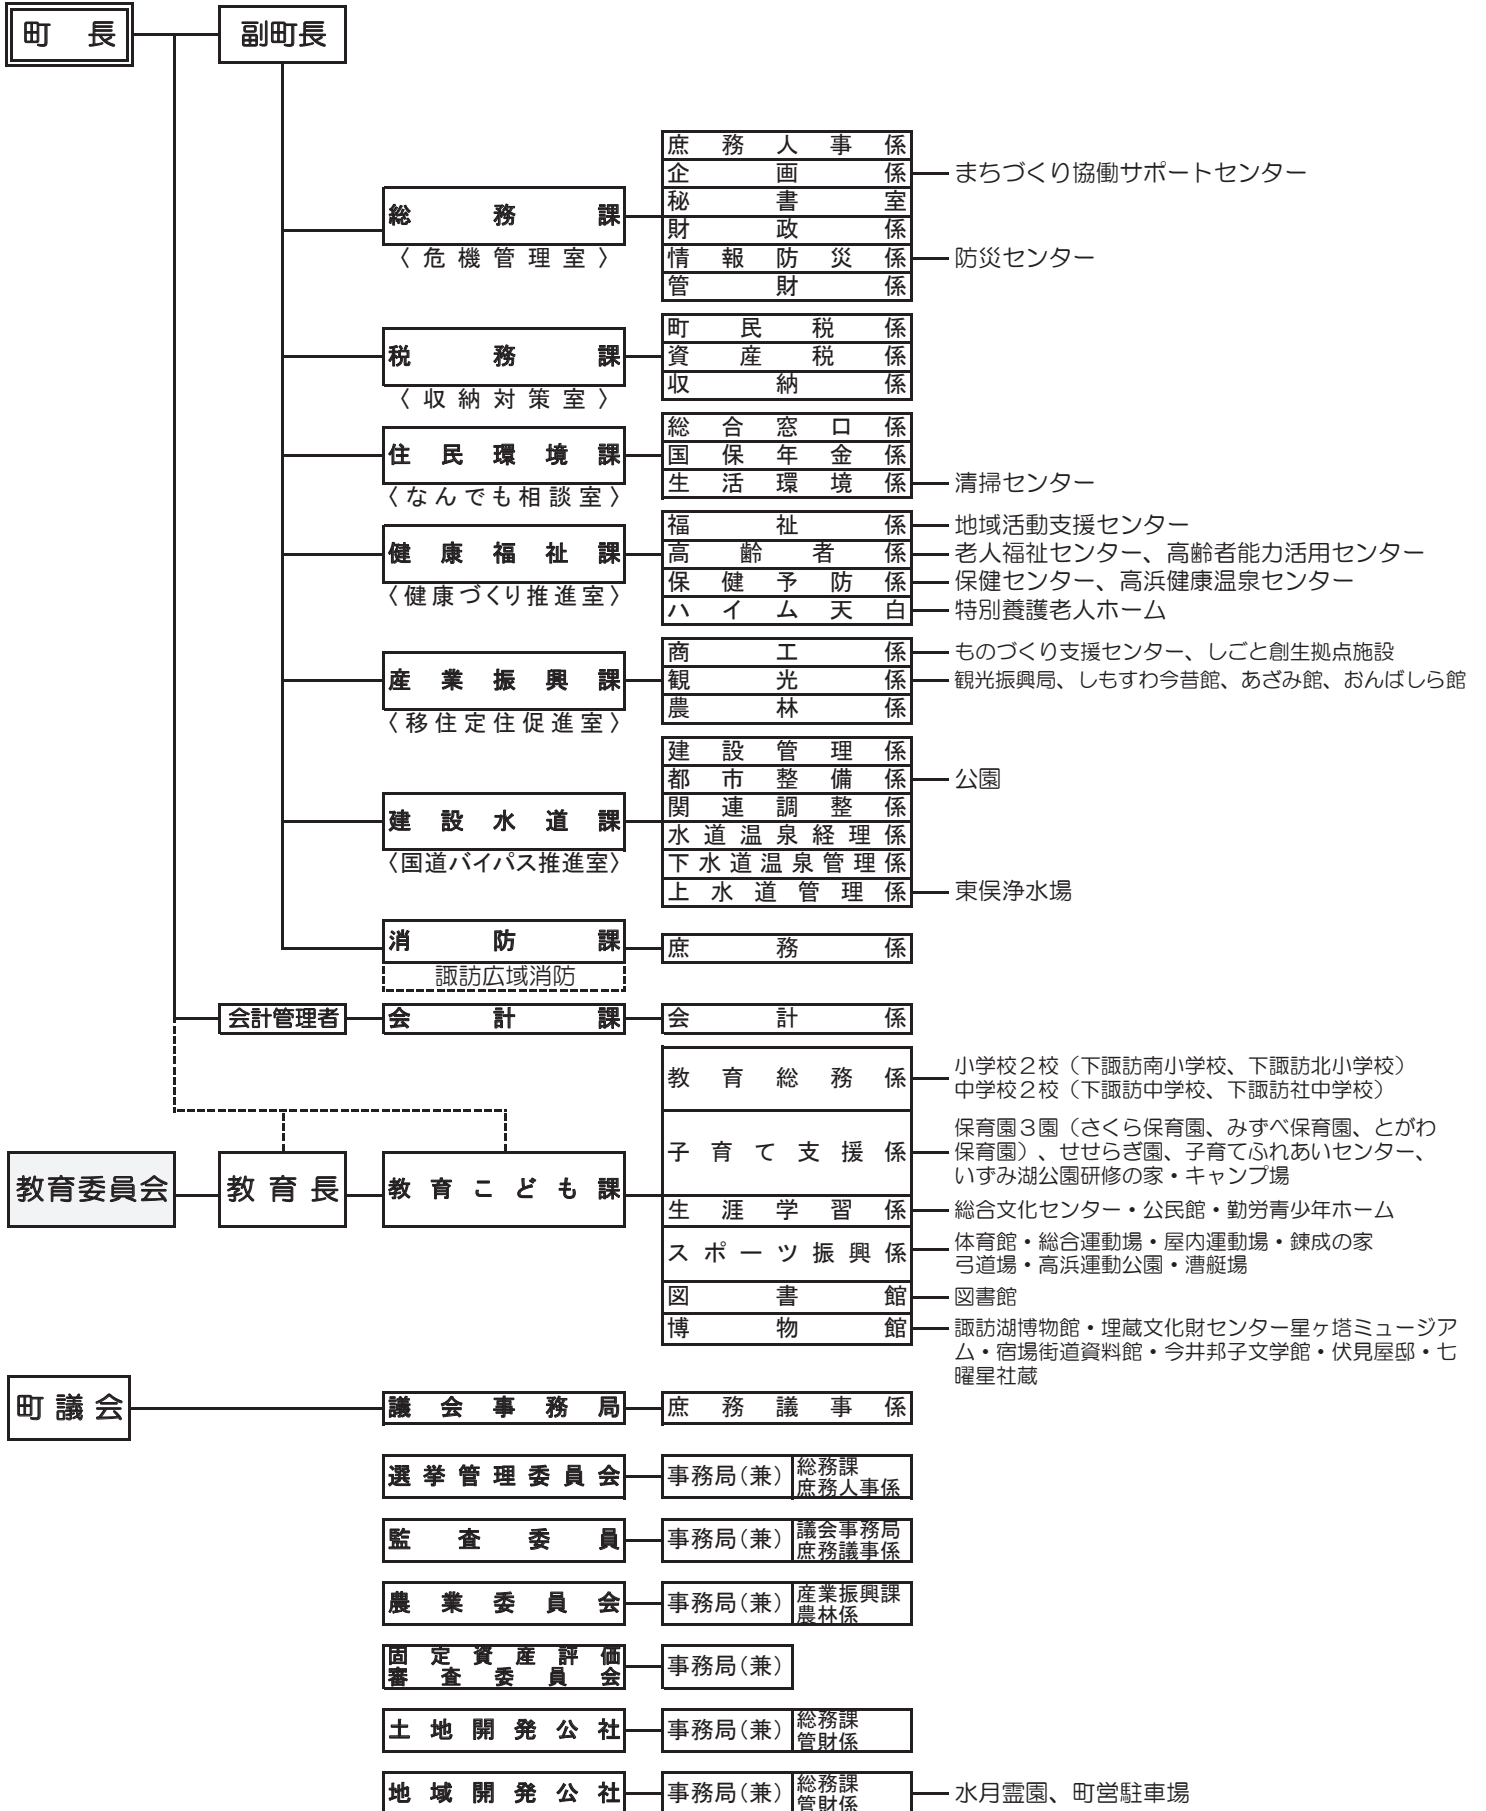 町長
副町長
総務課
〈危機管理室〉
庶務人事係
企画係
まちづくり協働サポートセンター
秘書室
財政係
情報防災係
防災センター
管財係
税務課
〈収納対策室〉
町民税係
資産税係
収納係
住民環境課
〈なんでも相談室〉
総合窓口係
国保年金係
生活環境係
清掃センター
健康福祉課
〈健康づくり推進室〉
福祉係
地域活動支援センター
高齢者係
老人福祉センター、高齢者能力活用センター
保健予防係
保健センター、高浜健康温泉センター
ハイム天白
特別養護老人ホーム
産業振興課
〈移住定住促進室〉
商工係
ものづくり支援センター、しごと創生拠点施設
観光係
観光振興局、しもすわ今昔館、あざみ館、おんばしら館
農林係
建設水道課
〈国道バイパス推進室〉
建設管理係
都市整備係
公園
関連調整係
水道温泉経理係
下水道温泉管理係
上水道管理係
東俣浄水場
消防課
諏訪広域消防
庶務係
会計管理者
会計課
会計係
教育委員会
教育長
教育こども課
教育総務係
小学校２校（下諏訪南小学校、下諏訪北小学校）
中学校２校（下諏訪中学校、下諏訪社中学校）
子育て支援係
保育園３園（さくら保育園、みずべ保育園、とがわ
保育園）、せせらぎ園、子育てふれあいセンター、
いずみ湖公園研修の家・キャンプ場
生涯学習係
総合文化センター・公民館・勤労青少年ホーム
スポーツ振興係
体育館・総合運動場・屋内運動場・錬成の家
弓道場・高浜運動公園・漕艇場
図書館
図書館
博物館
諏訪湖博物館・埋蔵文化財センター星ヶ塔ミュージア
ム・宿場街道資料館・今井邦子文学館・伏見屋邸・七
曜星社蔵
町議会
議会事務局
庶務議事係
選挙管理委員会
事務局（兼）
総務課
庶務人事係
監査委員
事務局（兼）
議会事務局
庶務議事係
農業委員会
事務局（兼）
産業振興課
農林係
固定資産評価
審査委員会
事務局（兼）
土地開発公社
事務局（兼）
総務課
管財係
地域開発公社
事務局（兼）
総務課
管財係
水月霊園、町営駐車場